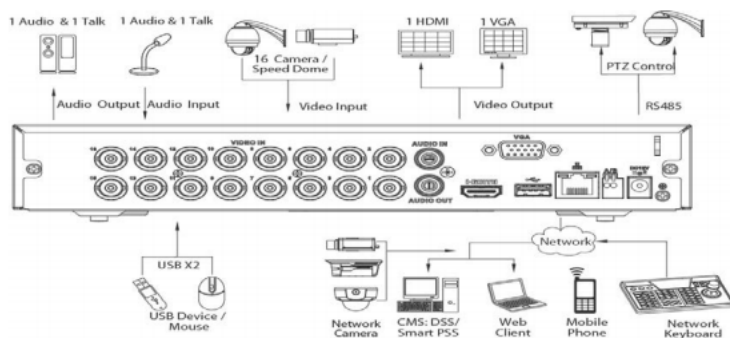 1 Audio & 1 Talk
1 Audio & 1 Talk
16 Camera /
Speed Dome
1 HDMI
1 VGA
PTZ Control
Audio Output
Audio Input
Video Input
Video Output
RS485
VIDEO IN
AUDIO IN
VGA
AUDIO OUT
HDMI
USB X2
USB Device /
Mouse
Network
Network
Camera
CMS: DSS/
Smart PSS
Web
Client
Mobile
Phone
Network
Keyboard